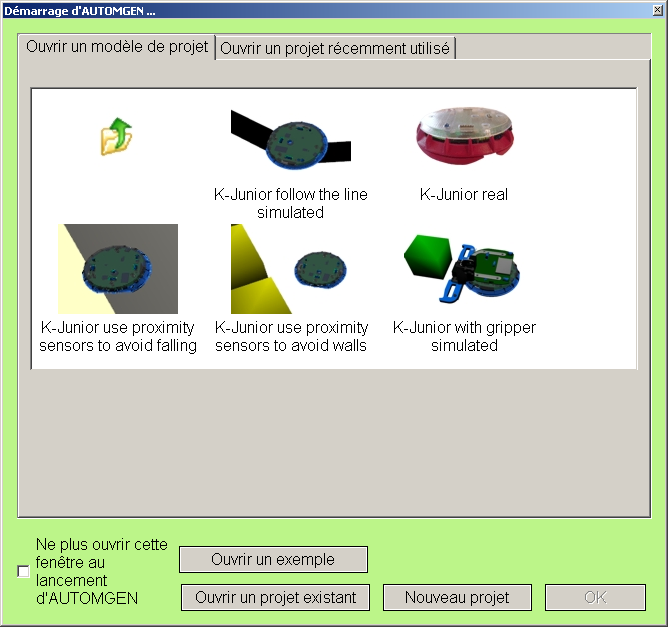 Démarrage d'AUTOMGEN ...
Ouvrir un modèle de projet
Ouvrir un projet récemment utilisé
K-Junior follow the line
simulated
K-Junior real
K-Junior use proximity
sensors to avoid falling
K-Junior use proximity
sensors to avoid walls
K-Junior with gripper
simulated
Ne plus ouvrir cette
fenêtre au
lancement
d'AUTOMGEN
Ouvrir un exemple
Ouvrir un projet existant
Nouveau projet
OK